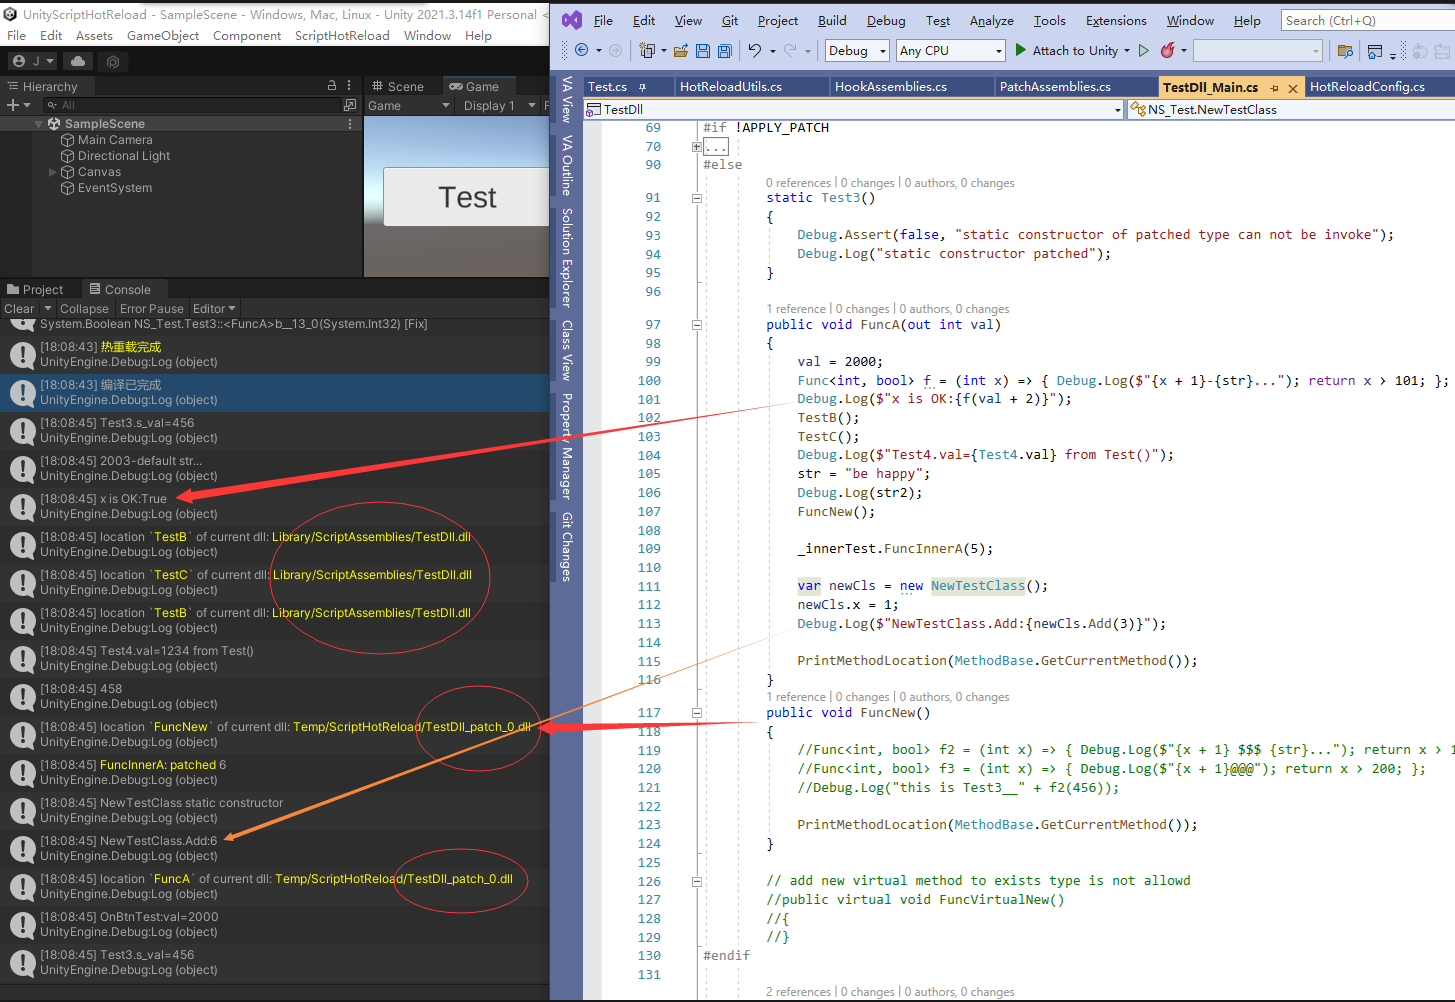 UnityScriptHotReload - SampleScene - Windows, Mac, Linux - Unity 2021.3.14f1 Personal <
File Edit Assets GameObject Component ScriptHotReload Window Help
J
Hierarchy
All
SampleScene
Main Camera
Directional Light
Canvas
EventSystem
Scene Game
Game Display 1 F
Test
Project Console
Clear Collapse Error Pause Editor
System.Boolean NS_Test.Test3::<FuncA>b__13_0(System.Int32) [Fix]
[18:08:43] 热重载完成
UnityEngine.Debug:Log (object)
[18:08:43] 编译已完成
UnityEngine.Debug:Log (object)
[18:08:45] Test3.s_val=456
UnityEngine.Debug:Log (object)
[18:08:45] 2003-default str...
UnityEngine.Debug:Log (object)
[18:08:45] x is OK:True
UnityEngine.Debug:Log (object)
[18:08:45] location `TestB` of current dll: Library/ScriptAssemblies/TestDll.dll
UnityEngine.Debug:Log (object)
[18:08:45] location `TestC` of current dll: Library/ScriptAssemblies/TestDll.dll
UnityEngine.Debug:Log (object)
[18:08:45] location `TestB` of current dll: Library/ScriptAssemblies/TestDll.dll
UnityEngine.Debug:Log (object)
[18:08:45] Test4.val=1234 from Test()
UnityEngine.Debug:Log (object)
[18:08:45] 458
UnityEngine.Debug:Log (object)
[18:08:45] location `FuncNew` of current dll: Temp/ScriptHotReload/TestDll_patch_0.dll
UnityEngine.Debug:Log (object)
[18:08:45] FuncInnerA: patched 6
UnityEngine.Debug:Log (object)
[18:08:45] NewTestClass static constructor
UnityEngine.Debug:Log (object)
[18:08:45] NewTestClass.Add:6
UnityEngine.Debug:Log (object)
[18:08:45] location `FuncA` of current dll: Temp/ScriptHotReload/TestDll_patch_0.dll
UnityEngine.Debug:Log (object)
[18:08:45] OnBtnTest:val=2000
UnityEngine.Debug:Log (object)
[18:08:45] Test3.s_val=456
UnityEngine.Debug:Log (object)
File Edit View Git Project Build Debug Test Analyze Tools Extensions Window Help Search (Ctrl+Q)
Debug Any CPU Attach to Unity
VA View
VA Outline
Solution Explorer
Class View
Property Manager
Git Changes
Test.cs HotReloadUtils.cs HookAssemblies.cs PatchAssemblies.cs TestDll_Main.cs HotReloadConfig.cs
TestDll NS_Test.NewTestClass
69 #if !APPLY_PATCH
70 ...
90 #else
0 references | 0 changes | 0 authors, 0 changes
91 static Test3()
92 {
93 Debug.Assert(false, "static constructor of patched type can not be invoke");
94 Debug.Log("static constructor patched");
95 }
96
1 reference | 0 changes | 0 authors, 0 changes
97 public void FuncA(out int val)
98 {
99 val = 2000;
100 Func<int, bool> f = (int x) => { Debug.Log($"{x + 1}-{str}..."); return x > 101; };
101 Debug.Log($"x is OK:{f(val + 2)}");
102 TestB();
103 TestC();
104 Debug.Log($"Test4.val={Test4.val} from Test()");
105 str = "be happy";
106 Debug.Log(str2);
107 FuncNew();
108
109 _innerTest.FuncInnerA(5);
110
111 var newCls = new NewTestClass();
112 newCls.x = 1;
113 Debug.Log($"NewTestClass.Add:{newCls.Add(3)}");
114
115 PrintMethodLocation(MethodBase.GetCurrentMethod());
116 }
1 reference | 0 changes | 0 authors, 0 changes
117 public void FuncNew()
118 {
119 //Func<int, bool> f2 = (int x) => { Debug.Log($"{x + 1} $$$ {str}..."); return x > 1
120 //Func<int, bool> f3 = (int x) => { Debug.Log($"{x + 1}@@@"); return x > 200; };
121 //Debug.Log("this is Test3__" + f2(456));
122
123 PrintMethodLocation(MethodBase.GetCurrentMethod());
124 }
125
126 // add new virtual method to exists type is not allowd
127 //public virtual void FuncVirtualNew()
128 //{
129 //}
130 #endif
131
2 references | 0 changes | 0 authors, 0 changes